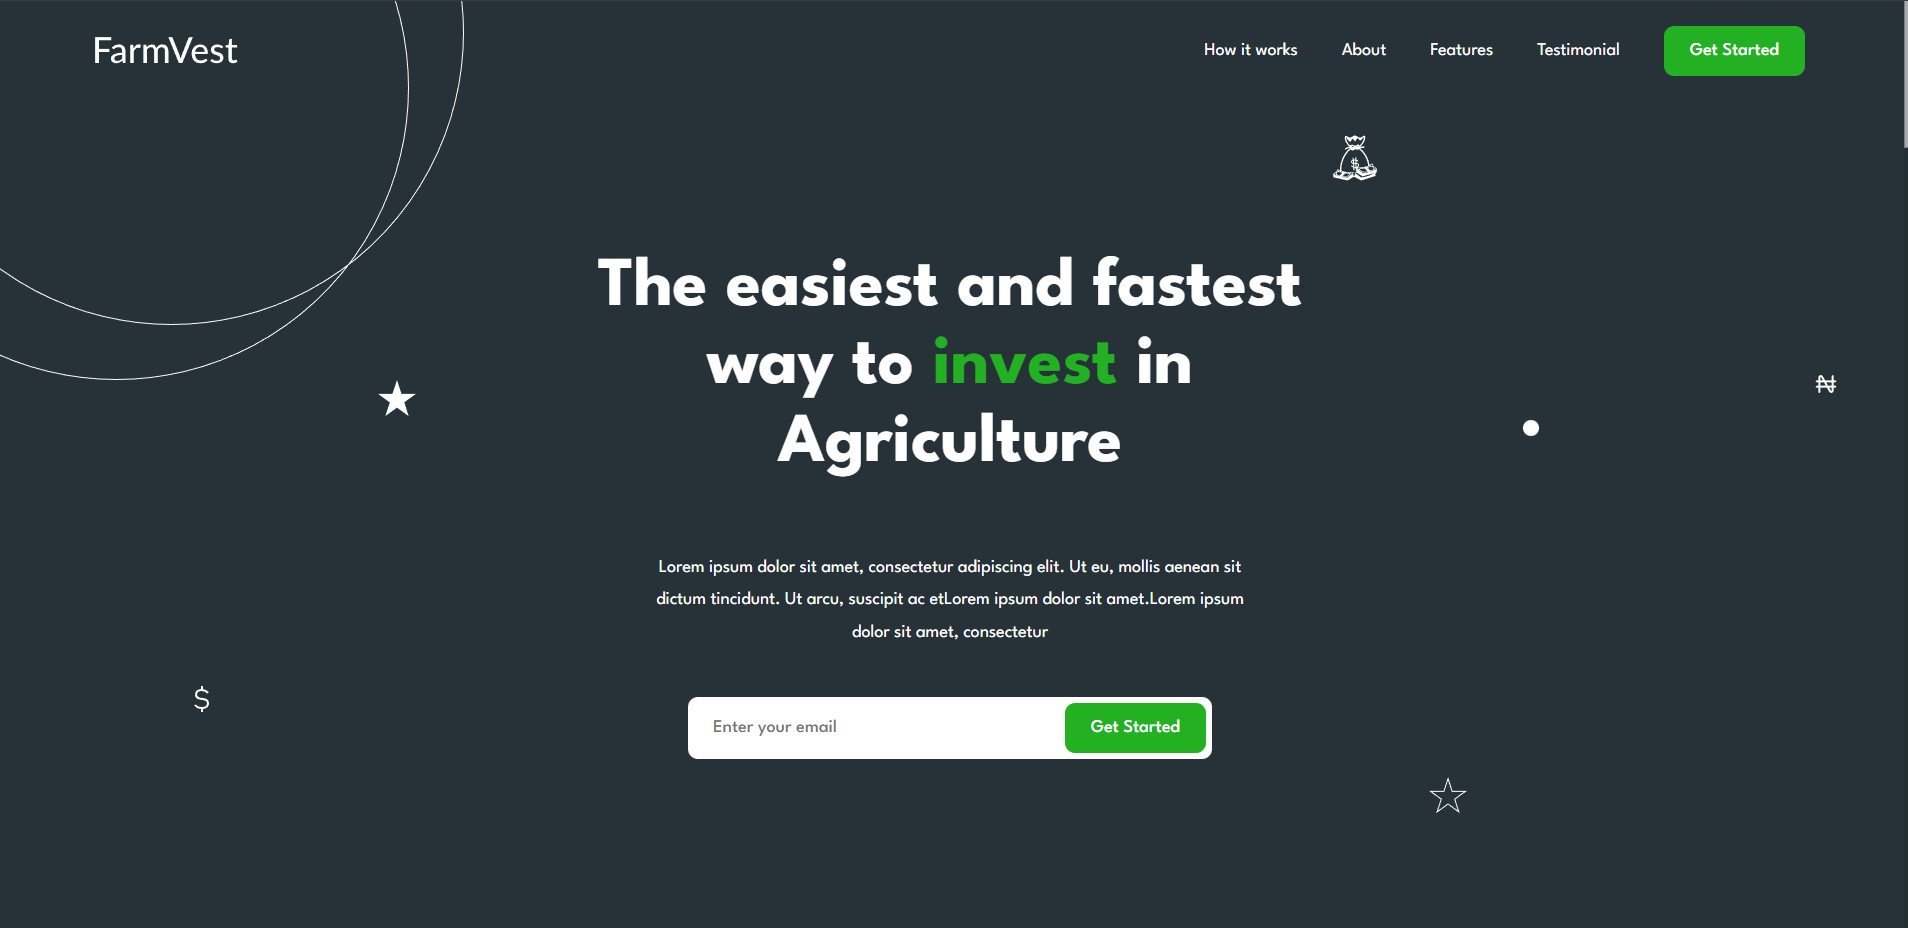 FarmVest
How it works
About
Features
Testimonial
Get Started
$
The easiest and fastest
way to invest in
Agriculture
₦
Lorem ipsum dolor sit amet, consectetur adipiscing elit. Ut eu, mollis aenean sit
dictum tincidunt. Ut arcu, suscipit ac etLorem ipsum dolor sit amet.Lorem ipsum
dolor sit amet, consectetur
$
Enter your email
Get Started